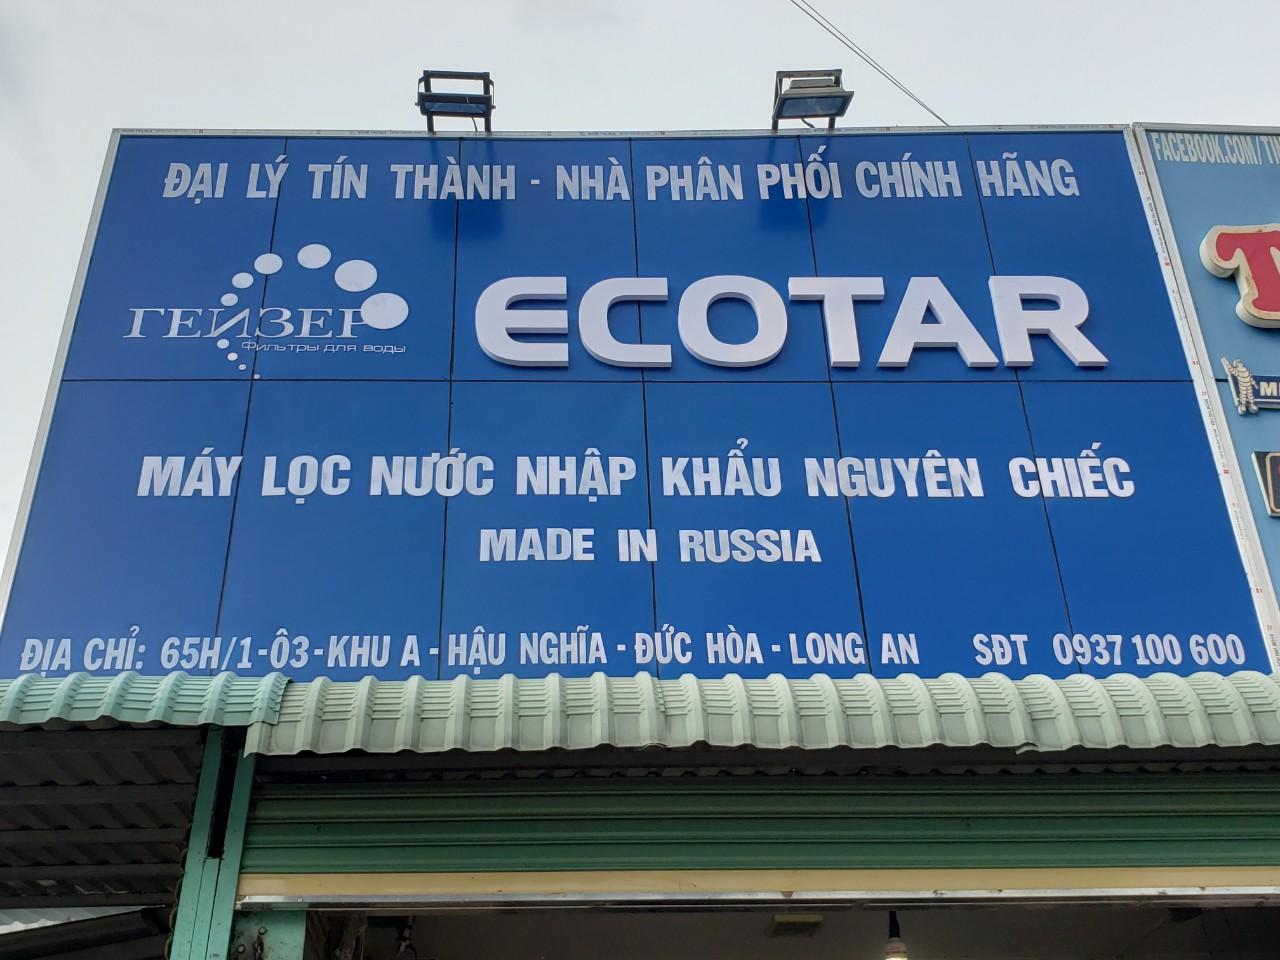 ĐẠI LÝ TÍN THÀNH - NHÀ PHÂN PHỐI CHÍNH HÃNG
ГЕЙЗЕР
ФИЛЬТРЫ ДЛЯ ВОДЫ
ECOTAR
MÁY LỌC NƯỚC NHẬP KHẨU NGUYÊN CHIẾC
MADE IN RUSSIA
ĐỊA CHỈ: 65H/1-Ô3-KHU A - HẬU NGHĨA - ĐỨC HÒA - LONG AN SĐT 0937 100 600
FACEBOOK.COM/